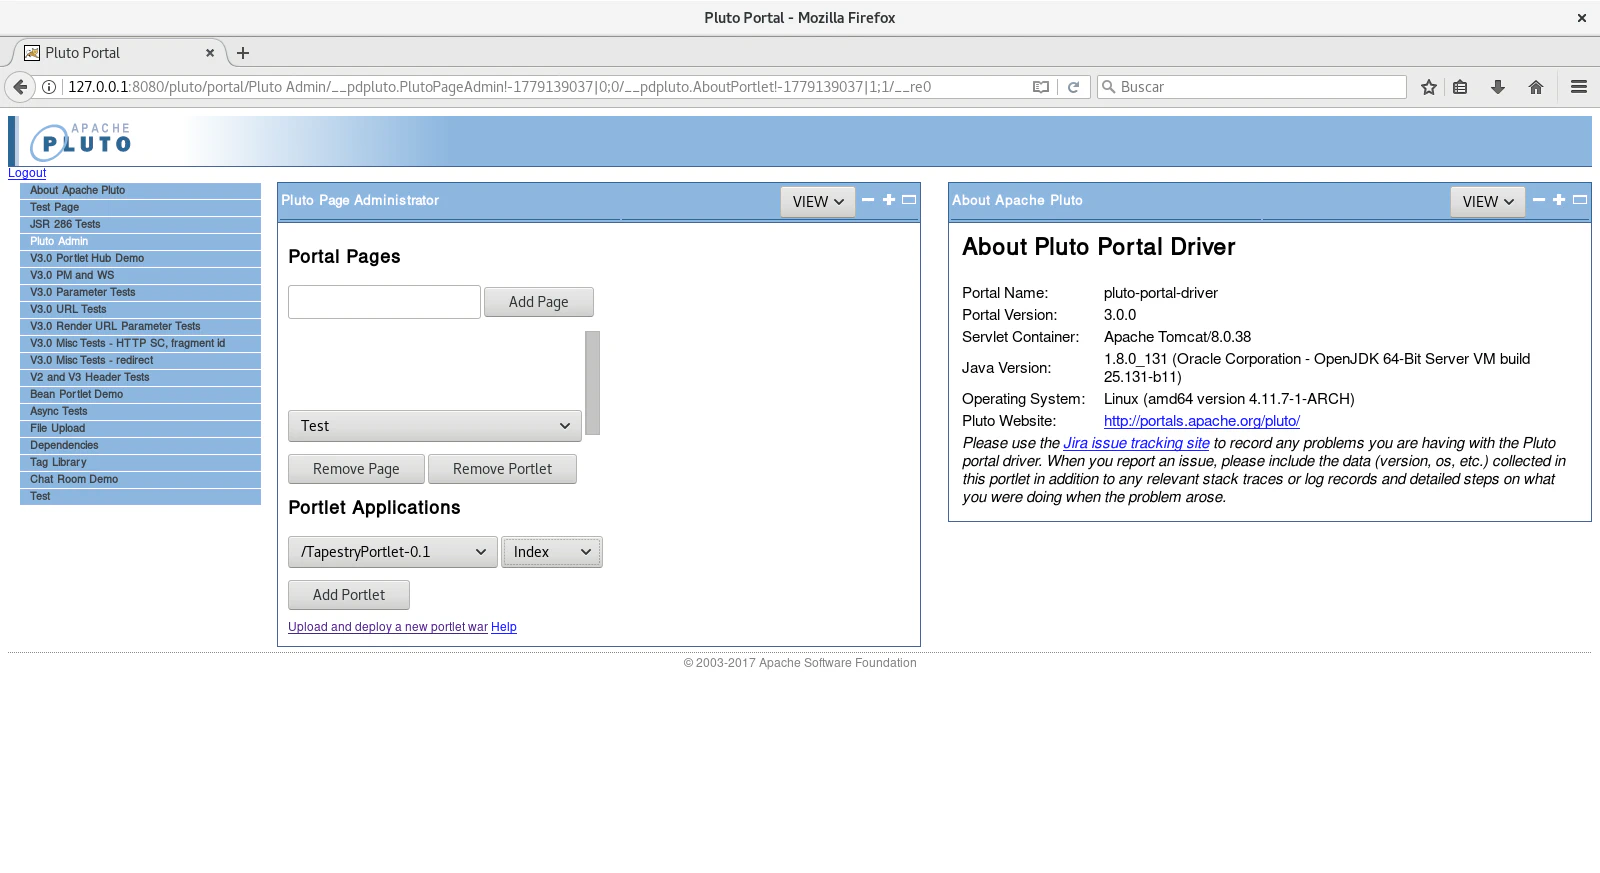 Pluto Portal - Mozilla Firefox
Pluto Portal
127.0.0.1:8080/pluto/portal/Pluto Admin/__pdpluto.PlutoPageAdmin!-1779139037|0;0/__pdpluto.AboutPortlet!-1779139037|1;1/__re0
Buscar
APACHE
PLUTO
Logout
About Apache Pluto
Test Page
JSR 286 Tests
Pluto Admin
V3.0 Portlet Hub Demo
V3.0 PM and WS
V3.0 Parameter Tests
V3.0 URL Tests
V3.0 Render URL Parameter Tests
V3.0 Misc Tests - HTTP SC, fragment id
V3.0 Misc Tests - redirect
V2 and V3 Header Tests
Bean Portlet Demo
Async Tests
File Upload
Dependencies
Tag Library
Chat Room Demo
Test
Pluto Page Administrator
VIEW
Portal Pages
Add Page
Test
Remove Page Remove Portlet
Portlet Applications
/TapestryPortlet-0.1 Index
Add Portlet
Upload and deploy a new portlet war Help
About Apache Pluto
VIEW
About Pluto Portal Driver
Portal Name: pluto-portal-driver
Portal Version: 3.0.0
Servlet Container: Apache Tomcat/8.0.38
Java Version: 1.8.0_131 (Oracle Corporation - OpenJDK 64-Bit Server VM build
25.131-b11)
Operating System: Linux (amd64 version 4.11.7-1-ARCH)
Pluto Website: http://portals.apache.org/pluto/
Please use the Jira issue tracking site to record any problems you are having with the Pluto
portal driver. When you report an issue, please include the data (version, os, etc.) collected in
this portlet in addition to any relevant stack traces or log records and detailed steps on what
you were doing when the problem arose.
© 2003-2017 Apache Software Foundation